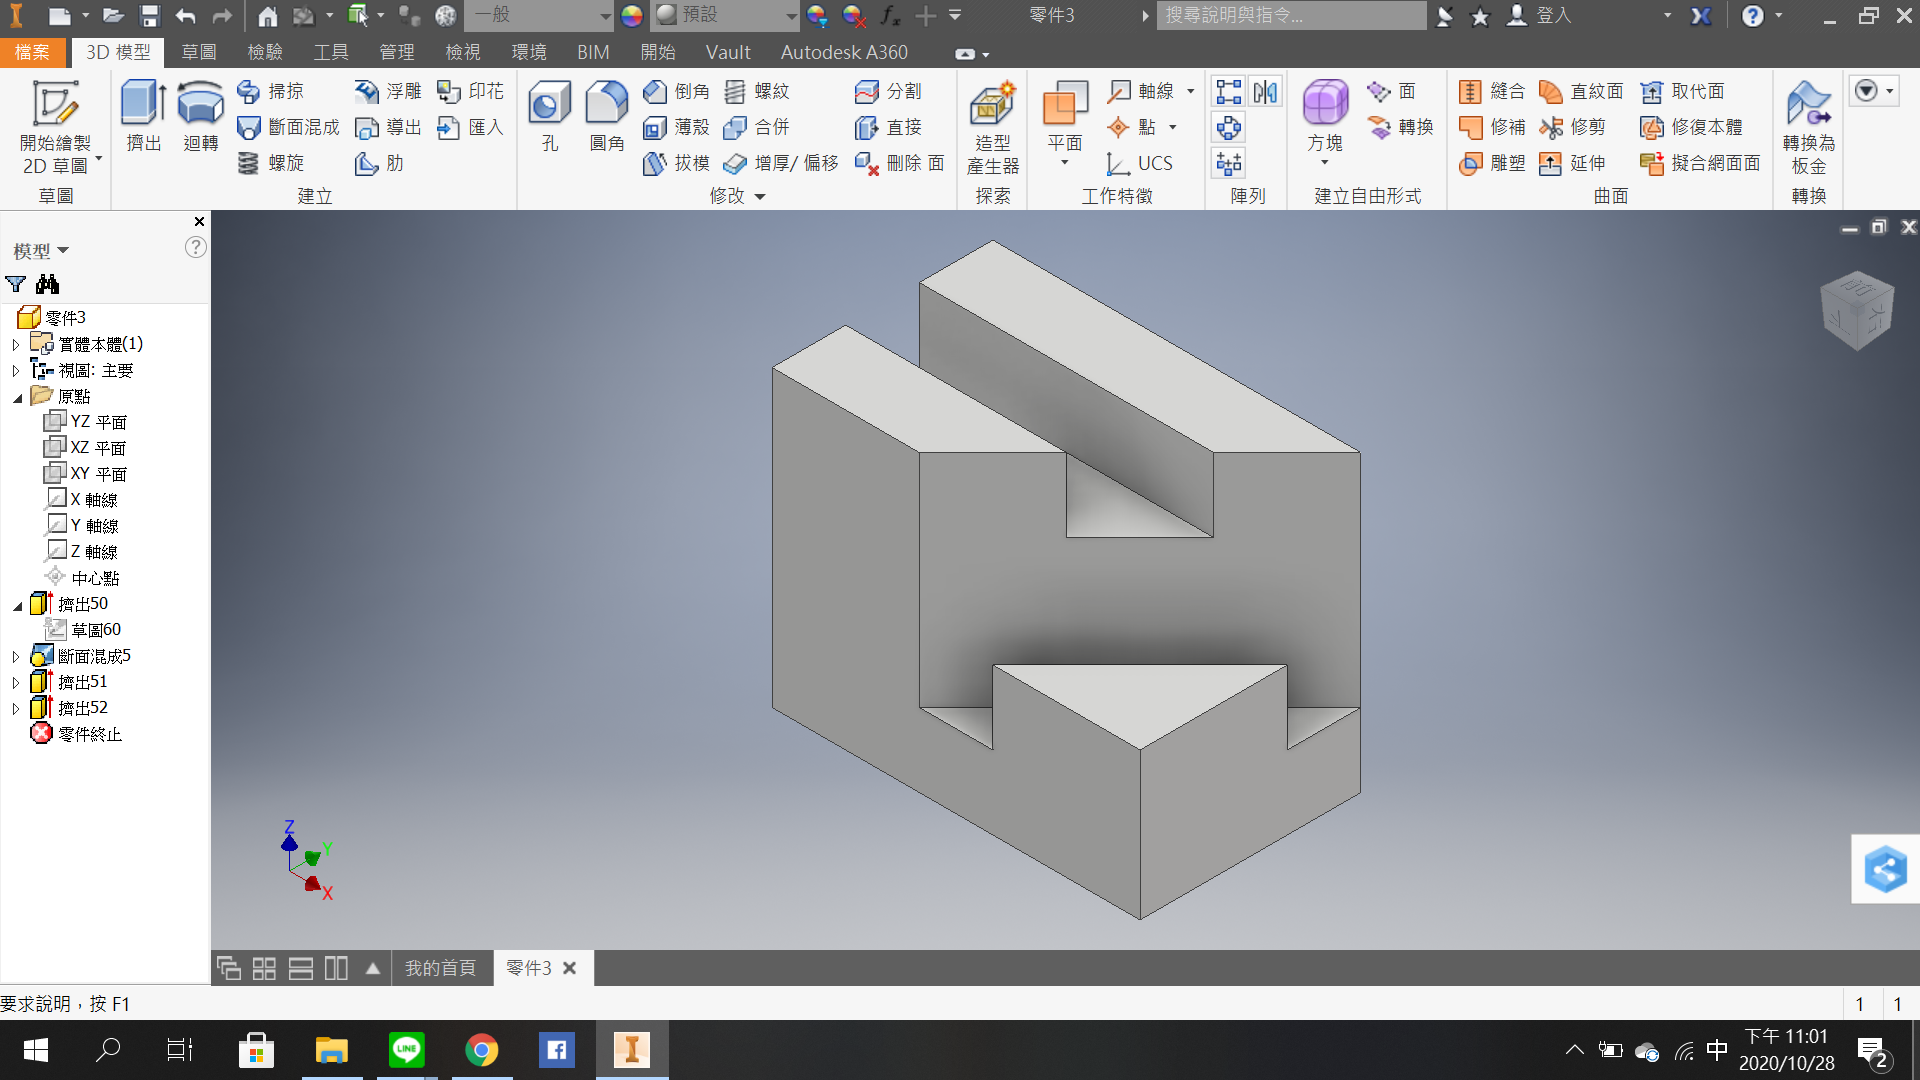 一般
預設
零件3
搜尋說明與指令...
登入
檔案
3D 模型
草圖
檢驗
工具
管理
檢視
環境
BIM
開始
Vault
Autodesk A360
開始繪製
2D 草圖
草圖
擠出
迴轉
掃掠
斷面混成
螺旋
浮雕
導出
肋
印花
匯入
建立
孔
圓角
倒角
薄殼
拔模
螺紋
合併
增厚/ 偏移
分割
直接
刪除 面
修改
造型
產生器
探索
平面
軸線
點
UCS
工作特徵
陣列
方塊
面
轉換
建立自由形式
縫合
修補
雕塑
直紋面
修剪
延伸
取代面
修復本體
擬合網面面
曲面
轉換為
板金
轉換
模型
零件3
實體本體(1)
視圖: 主要
原點
YZ 平面
XZ 平面
XY 平面
X 軸線
Y 軸線
Z 軸線
中心點
擠出50
草圖60
斷面混成5
擠出51
擠出52
零件終止
Z
Y
X
我的首頁
零件3
要求說明，按 F1
1
1
LINE
中
下午 11:01
2020/10/28
2